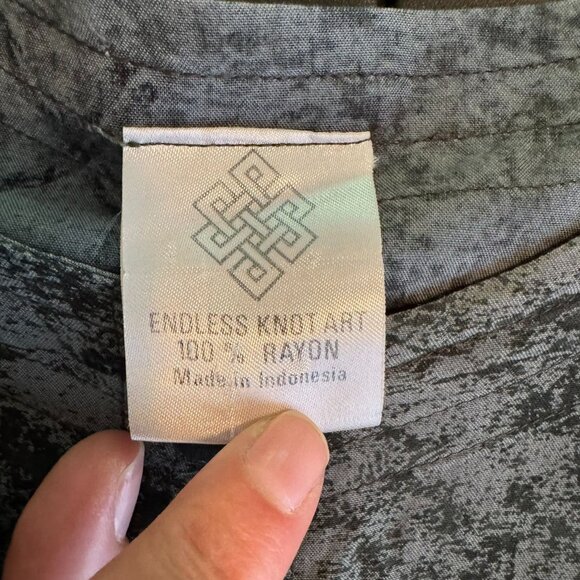 ENDLESS KNOT ART
100 % RAYON
Made in Indonesia